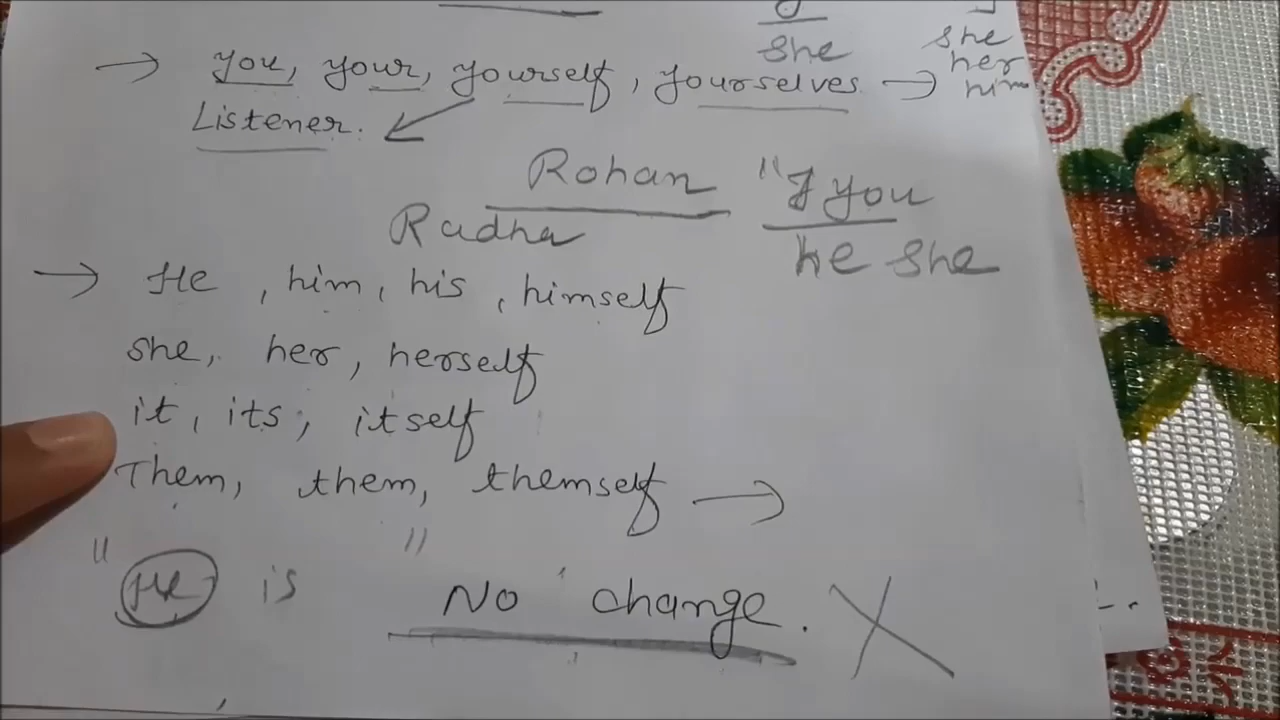 she
she
→ you, your, yourself, yourselves → her
him
Listener.
Rohan "I you
Radha he she
→ He, him, his, himself
she, her, herself
it, its, itself
Them, them, themself →
"He is " No change. X